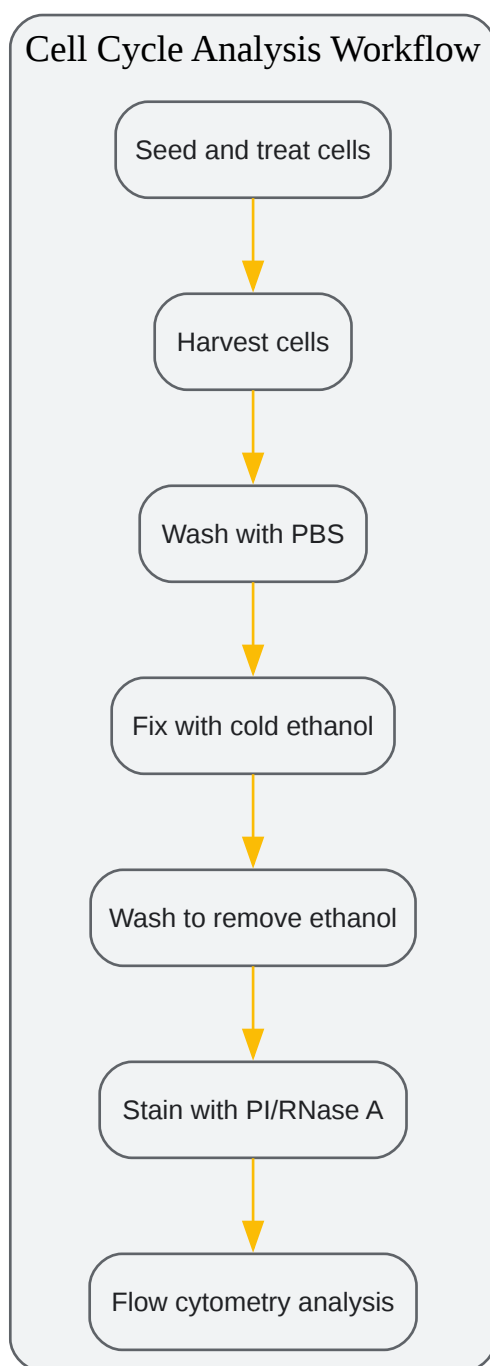 Cell Cycle Analysis Workflow
Seed and treat cells
Harvest cells
Wash with PBS
Fix with cold ethanol
Wash to remove ethanol
Stain with PI/RNase A
Flow cytometry analysis